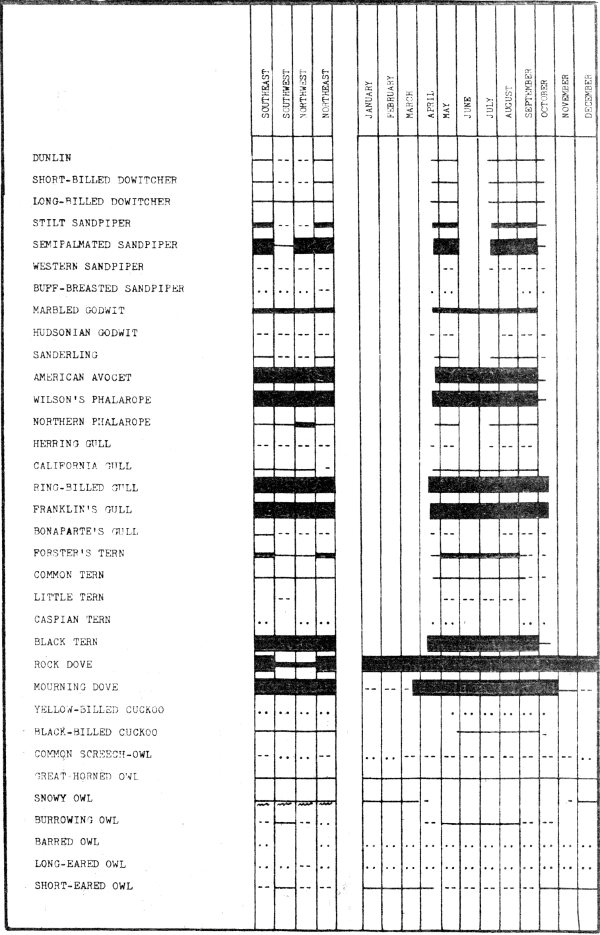 SOUTHEAST
SOUTHWEST
NORTHWEST
NORTHEAST
JANUARY
FEBRUARY
MARCH
APRIL
MAY
JUNE
JULY
AUGUST
SEPTEMBER
OCTOBER
NOVEMBER
DECEMBER
DUNLIN
SHORT-BILLED DOWITCHER
LONG-BILLED DOWITCHER
STILT SANDPIPER
SEMIPALMATED SANDPIPER
WESTERN SANDPIPER
BUFF-BREASTED SANDPIPER
MARBLED GODWIT
HUDSONIAN GODWIT
SANDERLING
AMERICAN AVOCET
WILSON'S PHALAROPE
NORTHERN PHALAROPE
HERRING GULL
CALIFORNIA GULL
RING-BILLED GULL
FRANKLIN'S GULL
BONAPARTE'S GULL
FORSTER'S TERN
COMMON TERN
LITTLE TERN
CASPIAN TERN
BLACK TERN
ROCK DOVE
MOURNING DOVE
YELLOW-BILLED CUCKOO
BLACK-BILLED CUCKOO
COMMON SCREECH-OWL
GREAT HORNED OWL
SNOWY OWL
BURROWING OWL
BARRED OWL
LONG-EARED OWL
SHORT-EARED OWL